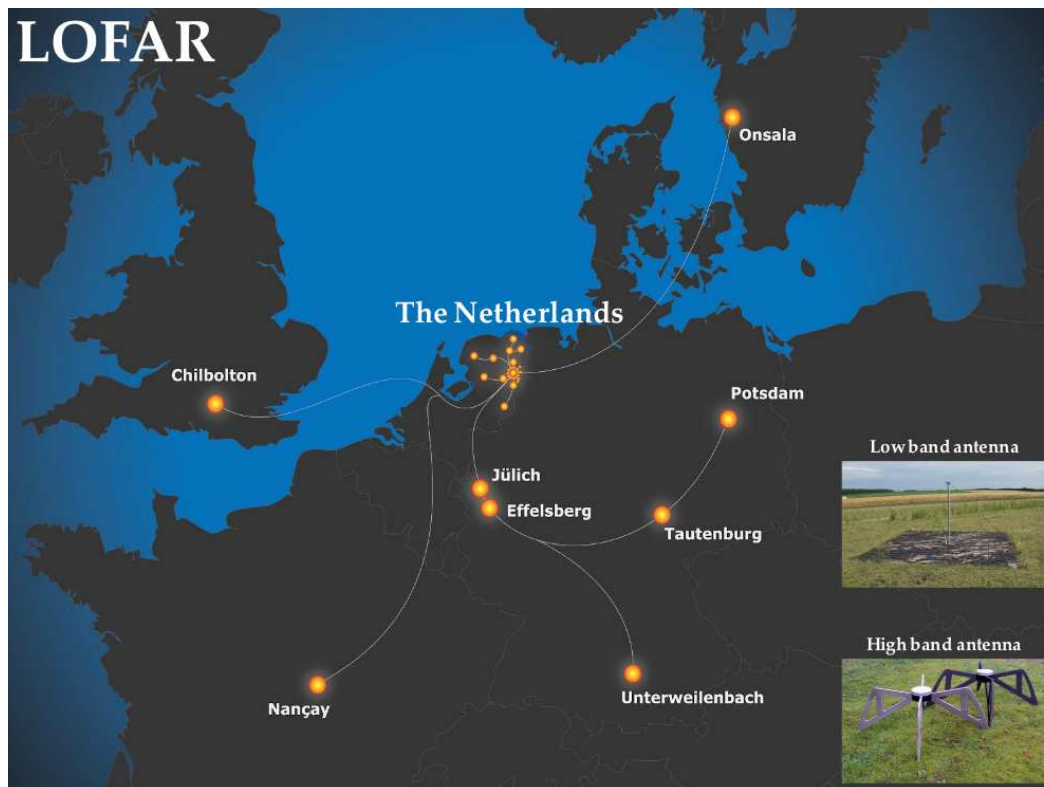 LOFAR
Onsala
The Netherlands
Chilbolton
Potsdam
Low band antenna
Jülich
Effelsberg
Tautenburg
High band antenna
Unterweilenbach
Nançay